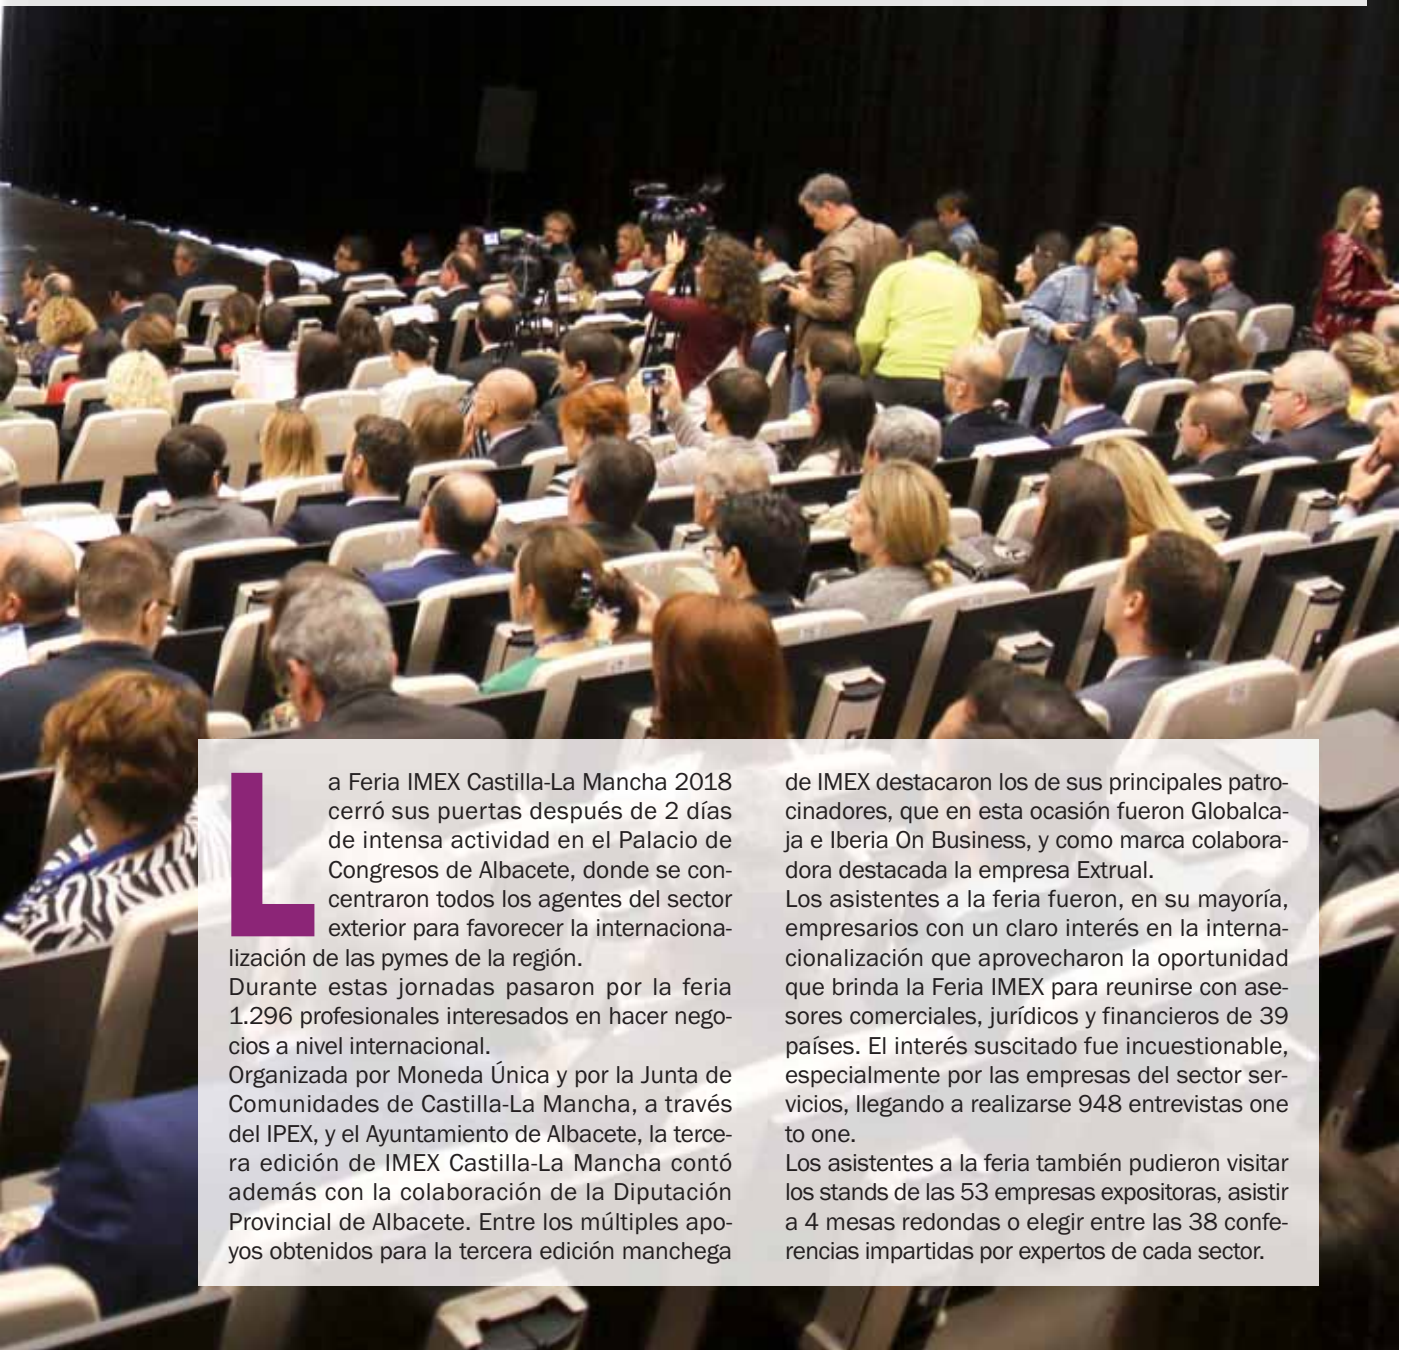 La Feria IMEX Castilla-La Mancha 2018
cerró sus puertas después de 2 días
de intensa actividad en el Palacio de
Congresos de Albacete, donde se con-
centraron todos los agentes del sector
exterior para favorecer la internaciona-
lización de las pymes de la región.
Durante estas jornadas pasaron por la feria
1.296 profesionales interesados en hacer nego-
cios a nivel internacional.
Organizada por Moneda Única y por la Junta de
Comunidades de Castilla-La Mancha, a través
del IPEX, y el Ayuntamiento de Albacete, la terce-
ra edición de IMEX Castilla-La Mancha contó
además con la colaboración de la Diputación
Provincial de Albacete. Entre los múltiples apo-
yos obtenidos para la tercera edición manchega
de IMEX destacaron los de sus principales patro-
cinadores, que en esta ocasión fueron Globalca-
ja e Iberia On Business, y como marca colabora-
dora destacada la empresa Extrual.
Los asistentes a la feria fueron, en su mayoría,
empresarios con un claro interés en la interna-
cionalización que aprovecharon la oportunidad
que brinda la Feria IMEX para reunirse con ase-
sores comerciales, jurídicos y financieros de 39
países. El interés suscitado fue incuestionable,
especialmente por las empresas del sector ser-
vicios, llegando a realizarse 948 entrevistas one
to one.
Los asistentes a la feria también pudieron visitar
los stands de las 53 empresas expositoras, asistir
a 4 mesas redondas o elegir entre las 38 confe-
rencias impartidas por expertos de cada sector.